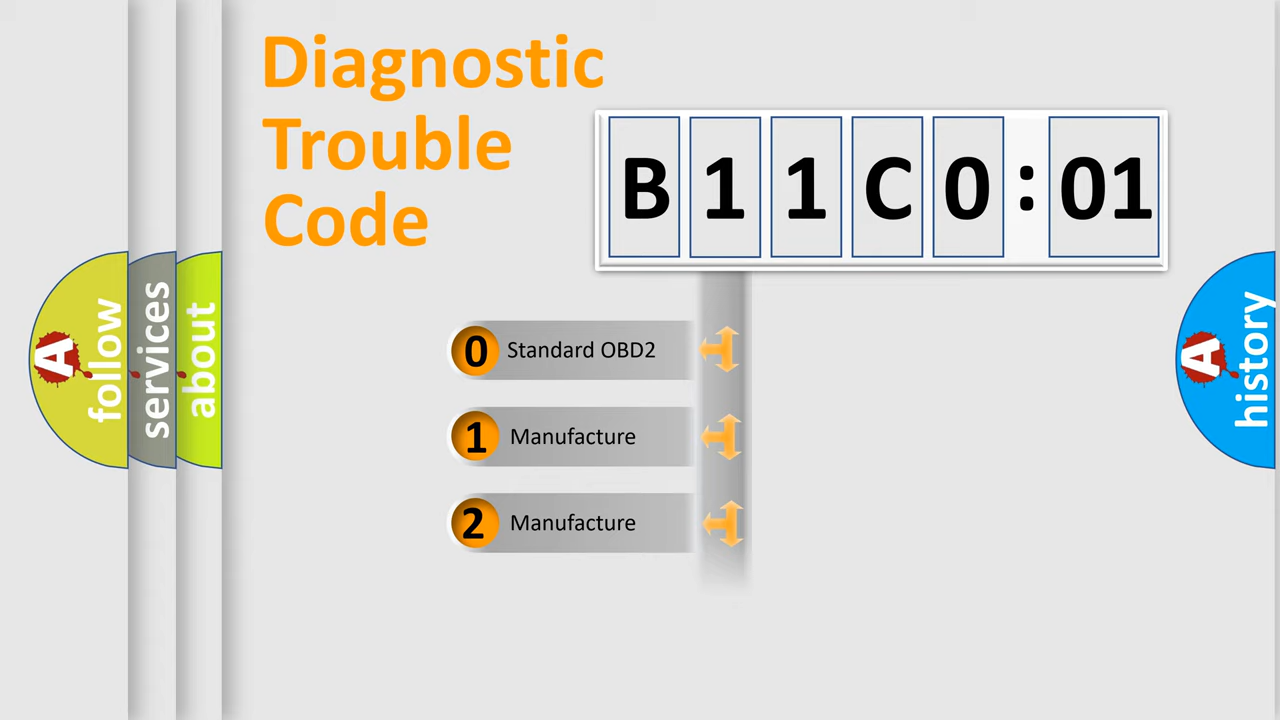 Diagnostic
Trouble
Code
B 1 1 C 0 : 01
0 Standard OBD2
1 Manufacture
2 Manufacture
A follow
services
about
A history